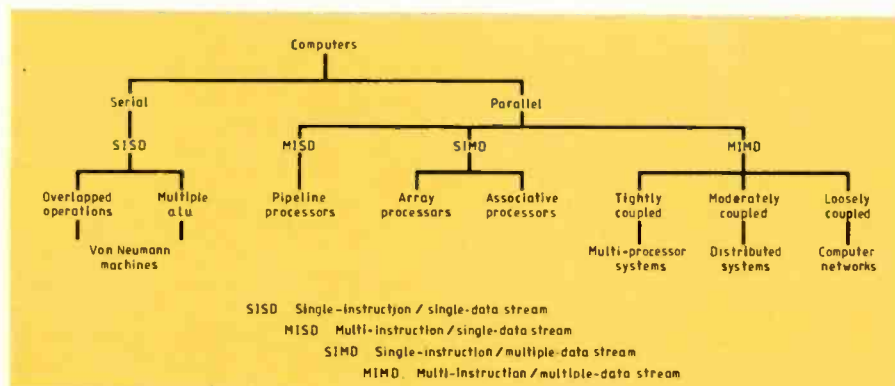 Computers
Serial Parallel
SISD MISD SIMD MIMD
Overlapped operations Multiple a.l.u. Pipeline processors Array processors Associative processors Tightly coupled Moderately coupled Loosely coupled
Von Neumann machines Multi-processor systems Distributed systems Computer networks
SISD Single-instruction / single-data stream
MISD Multi-instruction / single-data stream
SIMD Single-instruction / multiple-data stream
MIMD. Multi-instruction / multiple-data stream